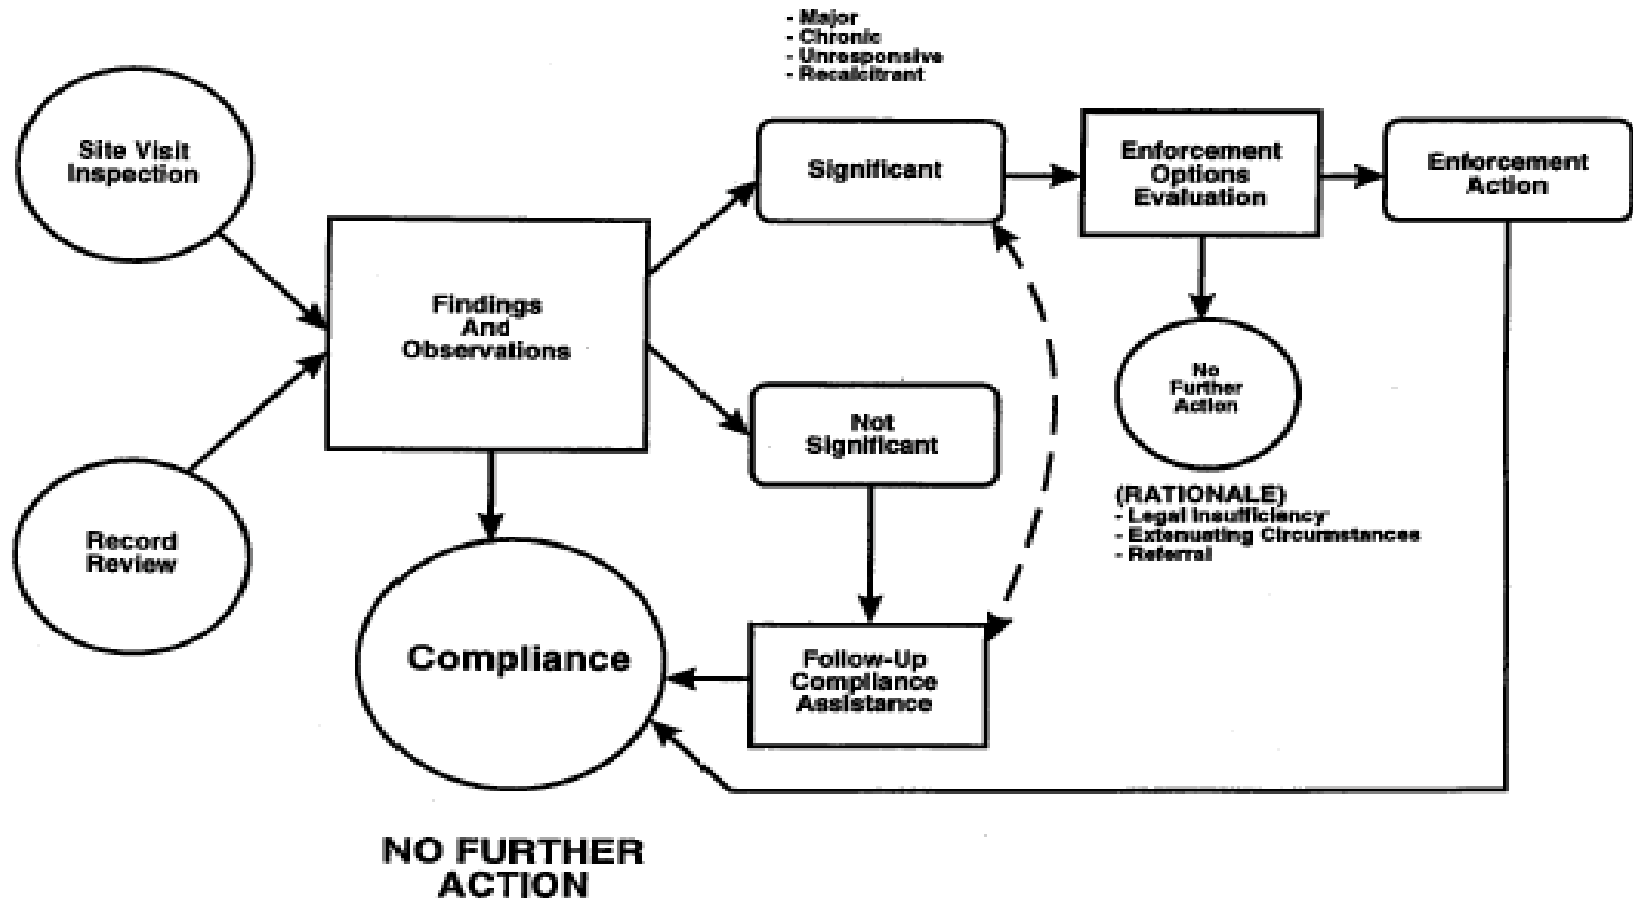 - Major
- Chronic
- Unresponsive
- Recalcitrant
Site Visit
Inspection
Significant
Enforcement
Options
Evaluation
Enforcement
Action
Findings
And
Observations
Not
Significant
No
Further
Action
(RATIONALE)
- Legal Insufficiency
- Extenuating Circumstances
- Referral
Record
Review
Compliance
Follow-Up
Compliance
Assistance
NO FURTHER
ACTION